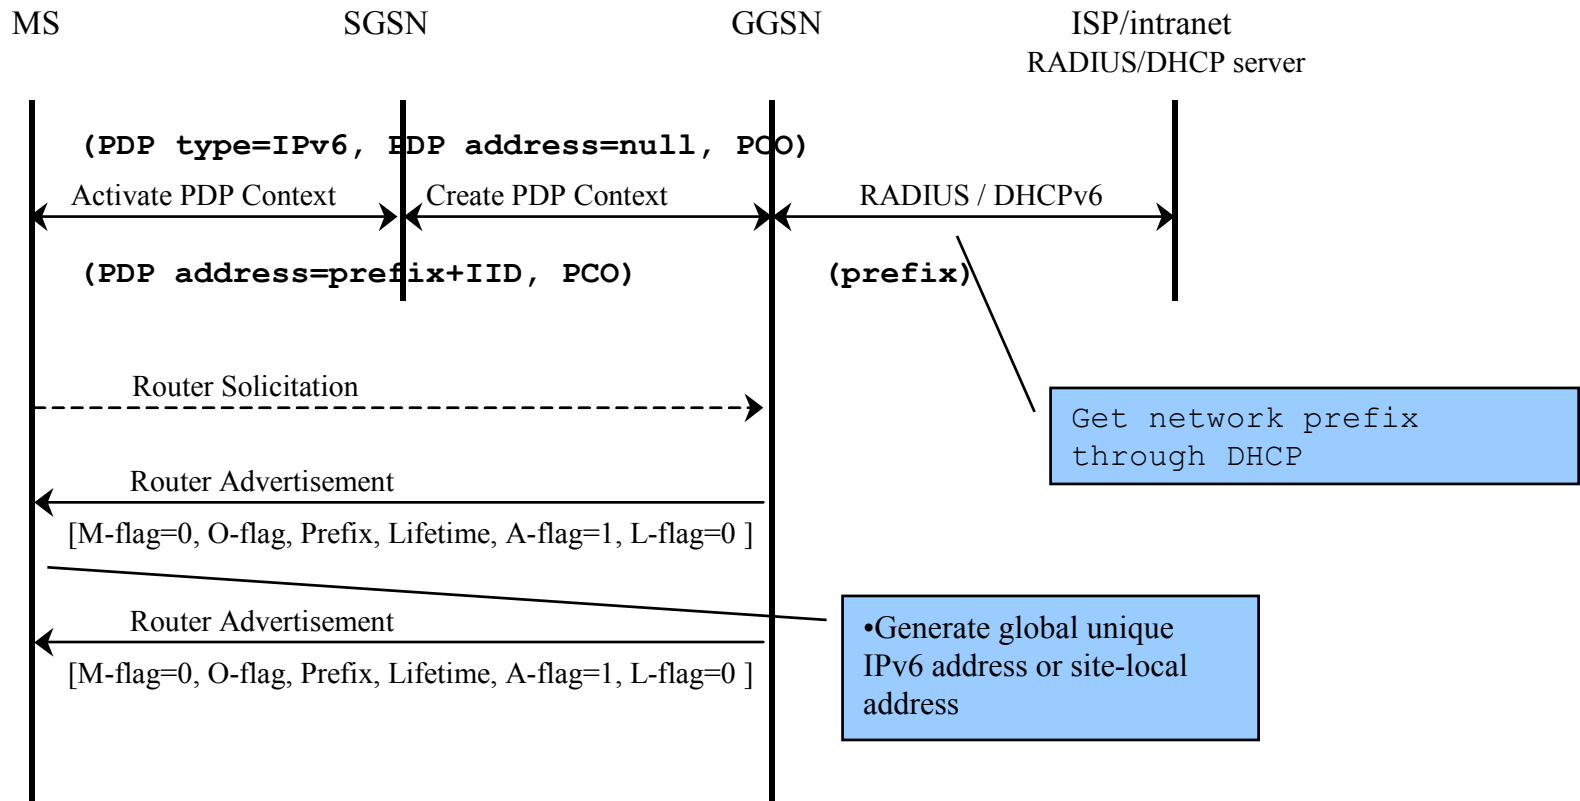 MS
SGSN
GGSN
ISP/intranet
RADIUS/DHCP server
(PDP type=IPv6, PDP address=null, PCO)
Activate PDP Context
Create PDP Context
RADIUS / DHCPv6
(PDP address=prefix+IID, PCO)
(prefix)
Router Solicitation
Get network prefix
through DHCP
Router Advertisement
[M-flag=0, O-flag, Prefix, Lifetime, A-flag=1, L-flag=0 ]
Router Advertisement
[M-flag=0, O-flag, Prefix, Lifetime, A-flag=1, L-flag=0 ]
•Generate global unique
IPv6 address or site-local
address